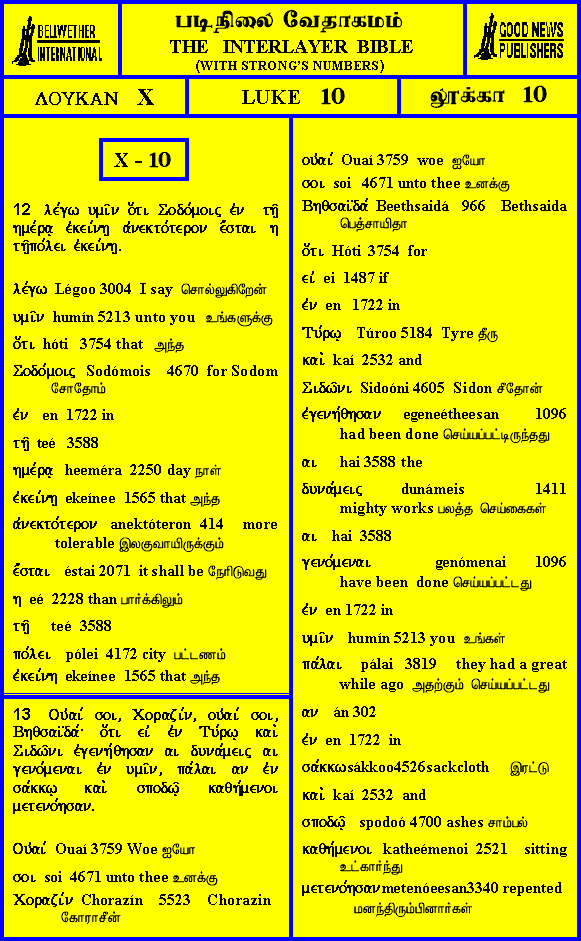 BELLWETHER
INTERNATIONAL
படிநிலை வேதாகமம்
THE INTERLAYER BIBLE
(WITH STRONG'S NUMBERS)
GOOD NEWS
PUBLISHERS
ΛΟΥΚΑΝ X
LUKE 10
லூக்கா 10
X - 10
12 λέγω υμῖν ὅτι Σοδόμοις ἐν τῇ
ημέρᾳ ἐκείνῃ ἀνεκτότερον ἔσται η
τῇπόλει ἐκείνῃ.
λέγω Légoo 3004 I say சொல்லுகிறேன்
υμῖν humín 5213 unto you உங்களுக்கு
ὅτι hóti 3754 that அந்த
Σοδόμοις Sodómois 4670 for Sodom
சோதோம்
ἐν en 1722 in
τῇ teé 3588
ημέρᾳ heeméra 2250 day நாள்
ἐκείνῃ ekeínee 1565 that அந்த
ἀνεκτότερον anektóteron 414 more
tolerable இலகுவாயிருக்கும்
ἔσται éstai 2071 it shall be நேரிடுவது
η eé 2228 than பார்க்கிலும்
τῇ teé 3588
πόλει pólei 4172 city பட்டணம்
ἐκείνῃ ekeínee 1565 that அந்த
13 Οὐαί σοι, Χοραζίν, οὐαί σοι,
Βηθσαϊδά· ὅτι εἰ ἐν Τύρῳ καὶ
Σιδῶνι ἐγενήθησαν αι δυνάμεις αι
γενόμεναι ἐν υμῖν, πάλαι αν ἐν
σάκκῳ καὶ σποδῷ καθήμενοι
μετενόησαν.
Οὐαί Ouaí 3759 Woe ஐயோ
σοι soi 4671 unto thee உனக்கு
Χοραζίν Chorazín 5523 Chorazin
கோராசீன்
οὐαί Ouaí 3759 woe ஐயோ
σοι soi 4671 unto thee உனக்கு
Βηθσαϊδά Beethsaidá 966 Bethsaida
பெத்சாயிதா
ὅτι Hóti 3754 for
εἰ ei 1487 if
ἐν en 1722 in
Τύρῳ Túroo 5184 Tyre தீரு
καὶ kaí 2532 and
Σιδῶνι Sidoóni 4605 Sidon சீதோன்
ἐγενήθησαν egeneétheesan 1096
had been done செய்யப்பட்டிருந்தது
αι hai 3588 the
δυνάμεις dunámeis 1411
mighty works பலத்த செய்கைகள்
αι hai 3588
γενόμεναι genómenai 1096
have been done செய்யப்பட்டது
ἐν en 1722 in
υμῖν humín 5213 you உங்கள்
πάλαι pálai 3819 they had a great
while ago அதற்கும் செய்யப்பட்டது
αν án 302
ἐν en 1722 in
σάκκωsákkoo4526sackcloth இரட்டு
καὶ kaí 2532 and
σποδῷ spodoó 4700 ashes சாம்பல்
καθήμενοι katheémenoi 2521 sitting
உட்கார்ந்து
μετενόησαν metenóeesan3340 repented
மனந்திரும்பினார்கள்